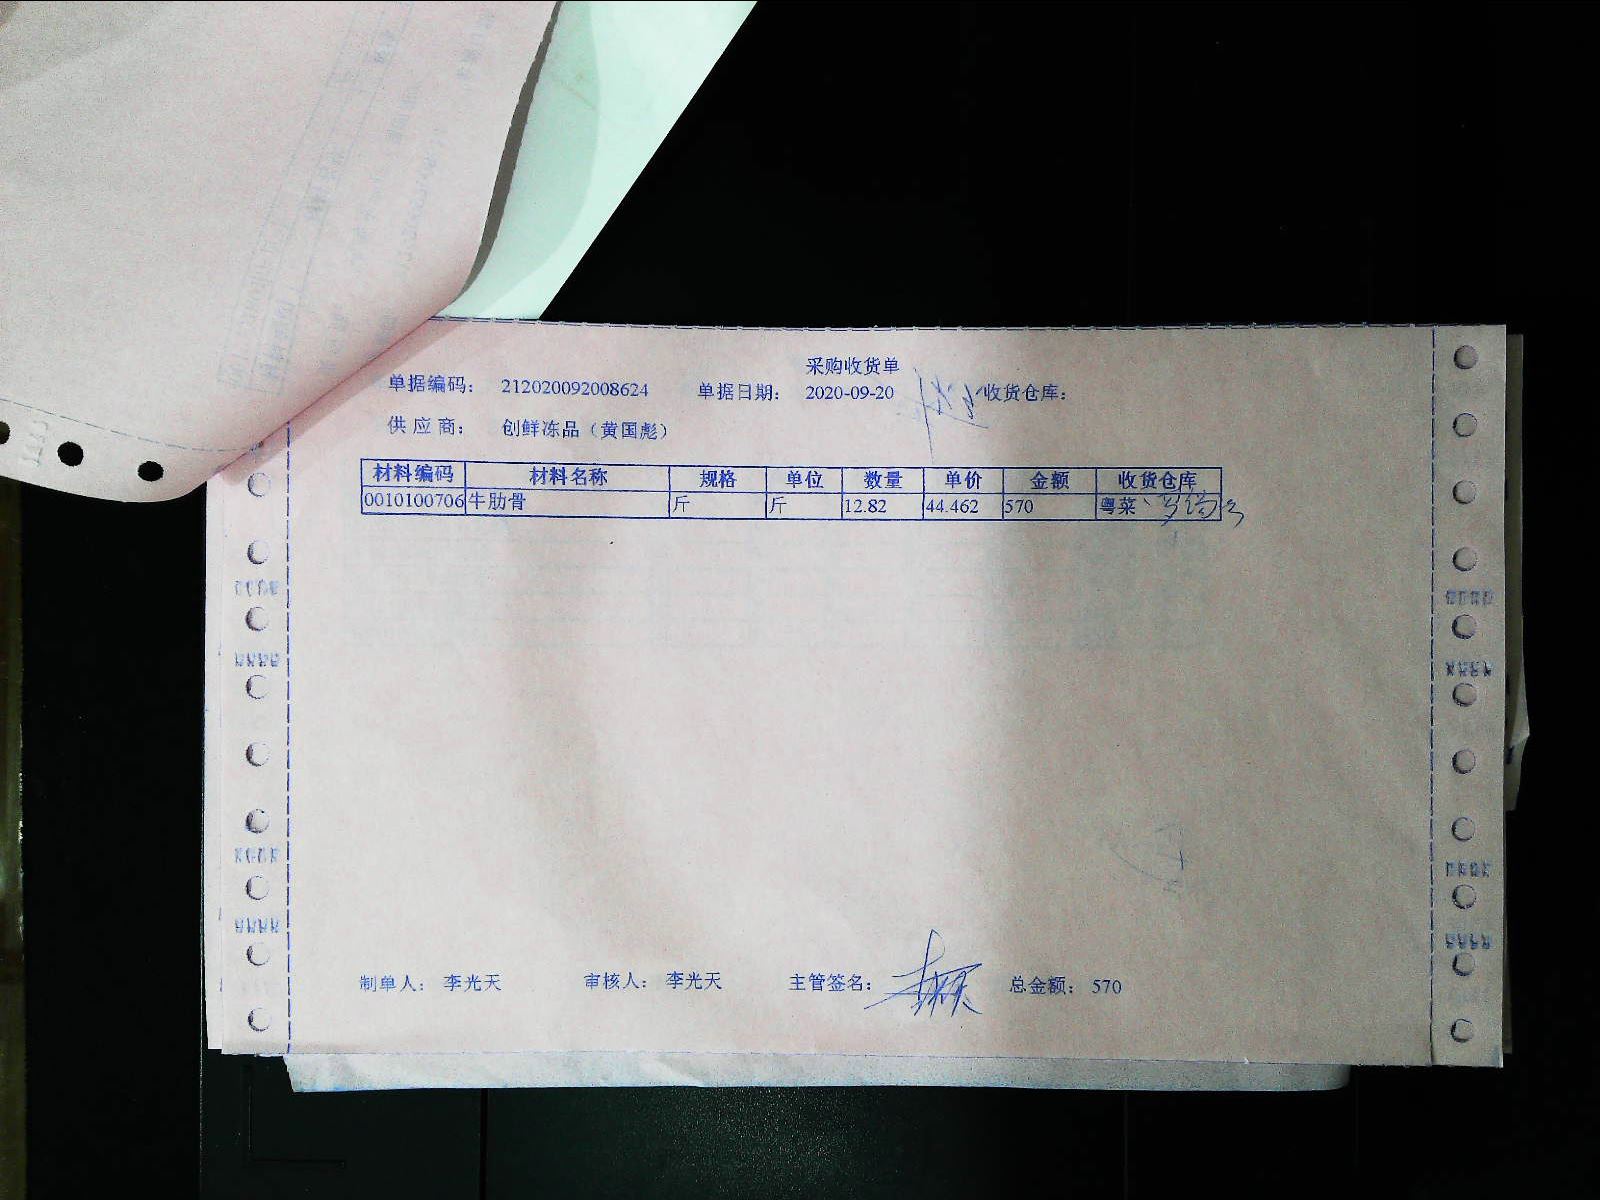 采购收货单
单据编码： 212020092008624 单据日期： 2020-09-20 收货仓库：
供 应 商： 创鲜冻品（黄国彪）
材料编码 材料名称 规格 单位 数量 单价 金额 收货仓库
0010100706 牛肋骨 斤 斤 12.82 44.462 570 粤菜
制单人： 李光天 审核人： 李光天 主管签名： 总金额： 570